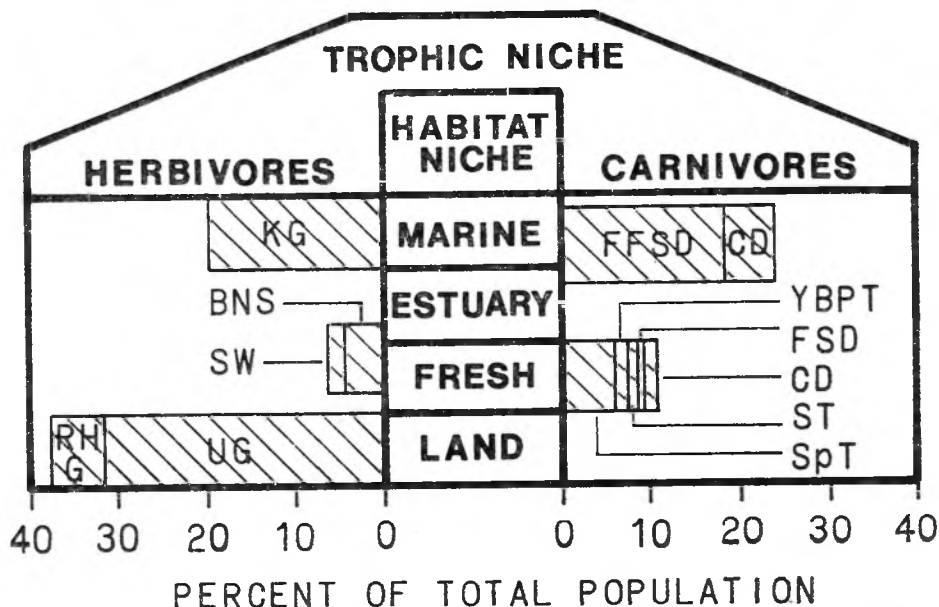 TROPHIC NICHE
HABITAT
NICHE
HERBIVORES
CARNIVORES
KG
MARINE
FFSD
CD
BNS
ESTUARY
YBPT
FSD
SW
FRESH
CD
ST
RH
G
UG
LAND
SpT
40 30 20 10 0 0 10 20 30 40
PERCENT OF TOTAL POPULATION